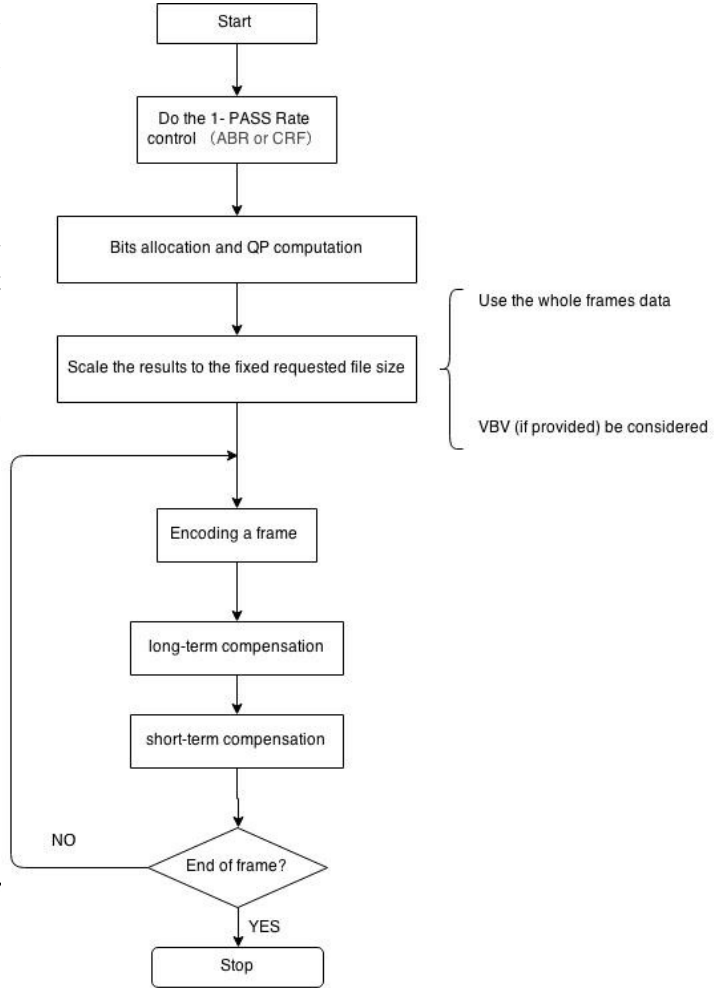 Start
Do the 1- PASS Rate
control （ABR or CRF）
Bits allocation and QP computation
Use the whole frames data
Scale the results to the fixed requested file size
VBV (if provided) be considered
Encoding a frame
long-term compensation
short-term compensation
NO
End of frame?
YES
Stop